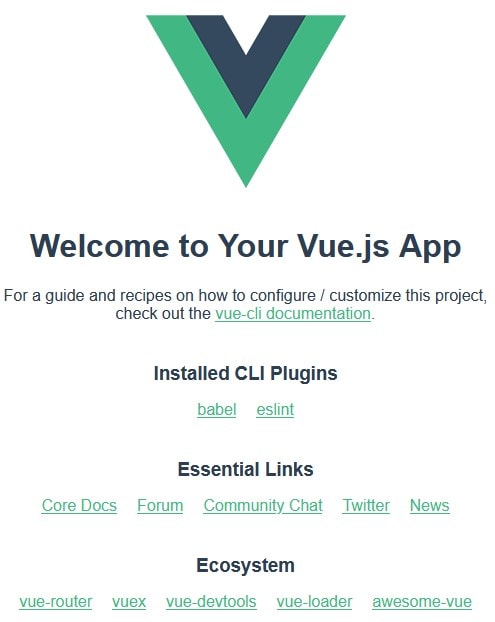 Welcome to Your Vue.js App
For a guide and recipes on how to configure / customize this project,
check out the vue-cli documentation.
Installed CLI Plugins
babel eslint
Essential Links
Core Docs Forum Community Chat Twitter News
Ecosystem
vue-router vuex vue-devtools vue-loader awesome-vue